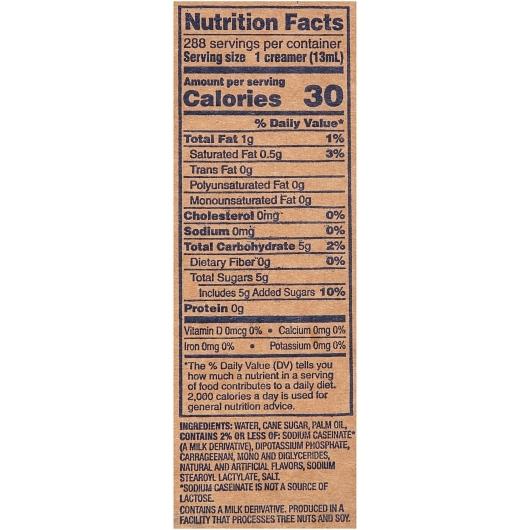 Nutrition Facts
288 servings per container
Serving size 1 creamer (13mL)
Amount per serving
Calories 30
% Daily Value*
Total Fat 1g 1%
Saturated Fat 0.5g 3%
Trans Fat 0g
Polyunsaturated Fat 0g
Monounsaturated Fat 0g
Cholesterol 0mg 0%
Sodium 0mg 0%
Total Carbohydrate 5g 2%
Dietary Fiber 0g 0%
Total Sugars 5g
Includes 5g Added Sugars 10%
Protein 0g
Vitamin D 0mcg 0% • Calcium 0mg 0%
Iron 0mg 0% • Potassium 0mg 0%
*The % Daily Value (DV) tells you
how much a nutrient in a serving
of food contributes to a daily diet.
2,000 calories a day is used for
general nutrition advice.
INGREDIENTS: WATER, CANE SUGAR, PALM OIL,
CONTAINS 2% OR LESS OF: SODIUM CASEINATE*
(A MILK DERIVATIVE), DIPOTASSIUM PHOSPHATE,
CARRAGEENAN, MONO AND DIGLYCERIDES,
NATURAL AND ARTIFICIAL FLAVORS, SODIUM
STEAROYL LACTYLATE, SALT.
*SODIUM CASEINATE IS NOT A SOURCE OF
LACTOSE.
CONTAINS A MILK DERIVATIVE. PRODUCED IN A
FACILITY THAT PROCESSES TREE NUTS AND SOY.